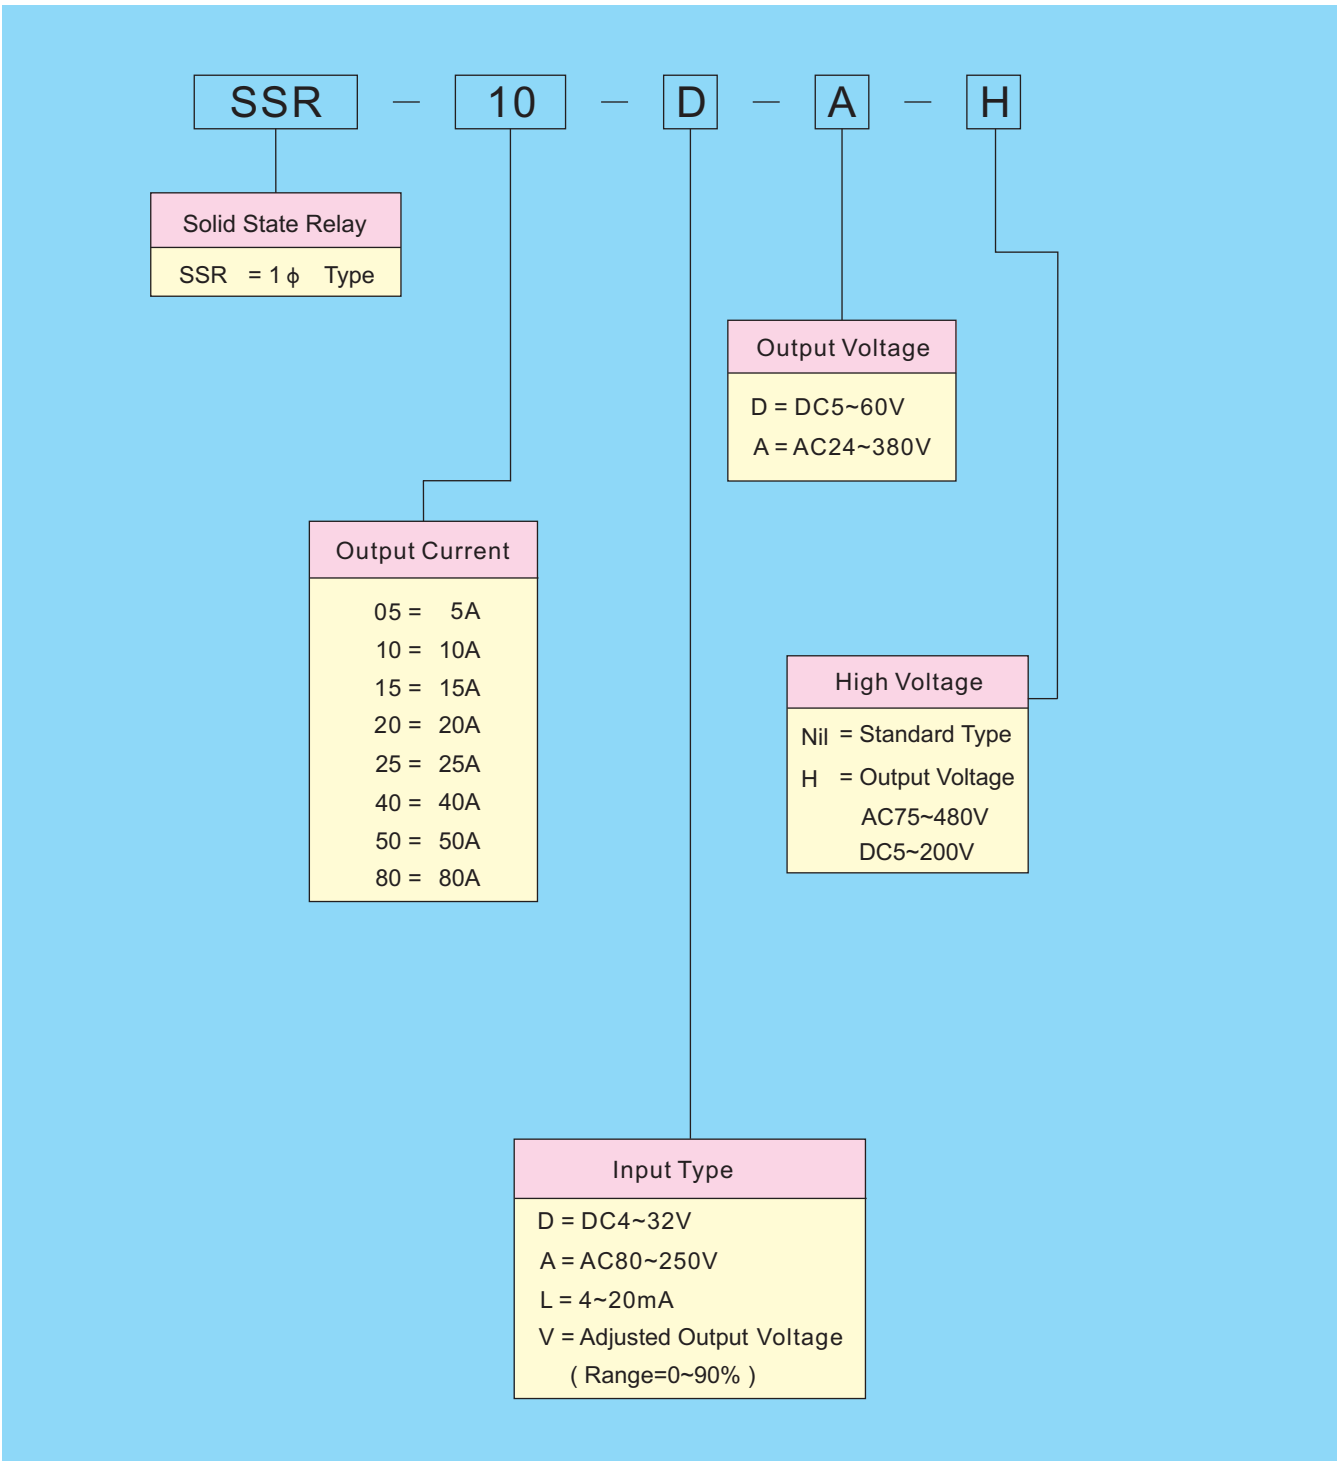 SSR — 10 — D — A — H
Solid State Relay
SSR = 1ϕ Type
Output Voltage
D = DC5~60V
A = AC24~380V
Output Current
05 = 5A
10 = 10A
15 = 15A
20 = 20A
25 = 25A
40 = 40A
50 = 50A
80 = 80A
High Voltage
Nil = Standard Type
H = Output Voltage
AC75~480V
DC5~200V
Input Type
D = DC4~32V
A = AC80~250V
L = 4~20mA
V = Adjusted Output Voltage
( Range=0~90% )